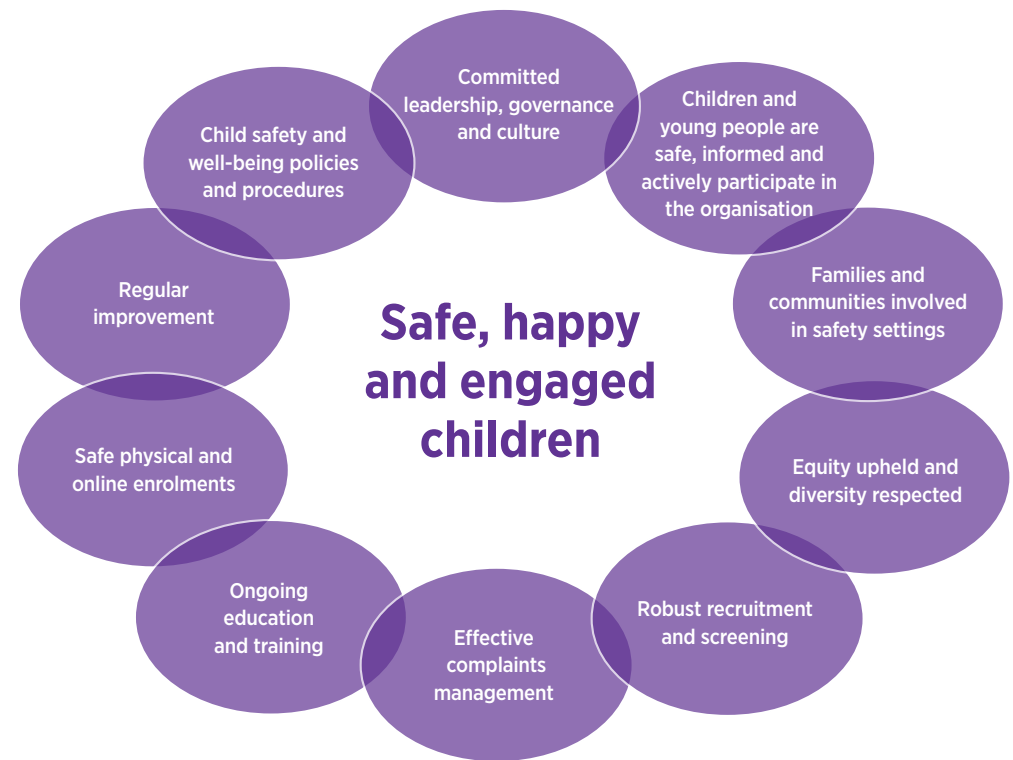 Committed
leadership, governance
and culture
Children and
young people are
safe, informed and
actively participate in
the organisation
Families and
communities involved
in safety settings
Equity upheld and
diversity respected
Robust recruitment
and screening
Effective
complaints
management
Ongoing
education
and training
Safe physical and
online enrolments
Regular
improvement
Child safety and
well-being policies
and procedures
Safe, happy
and engaged
children